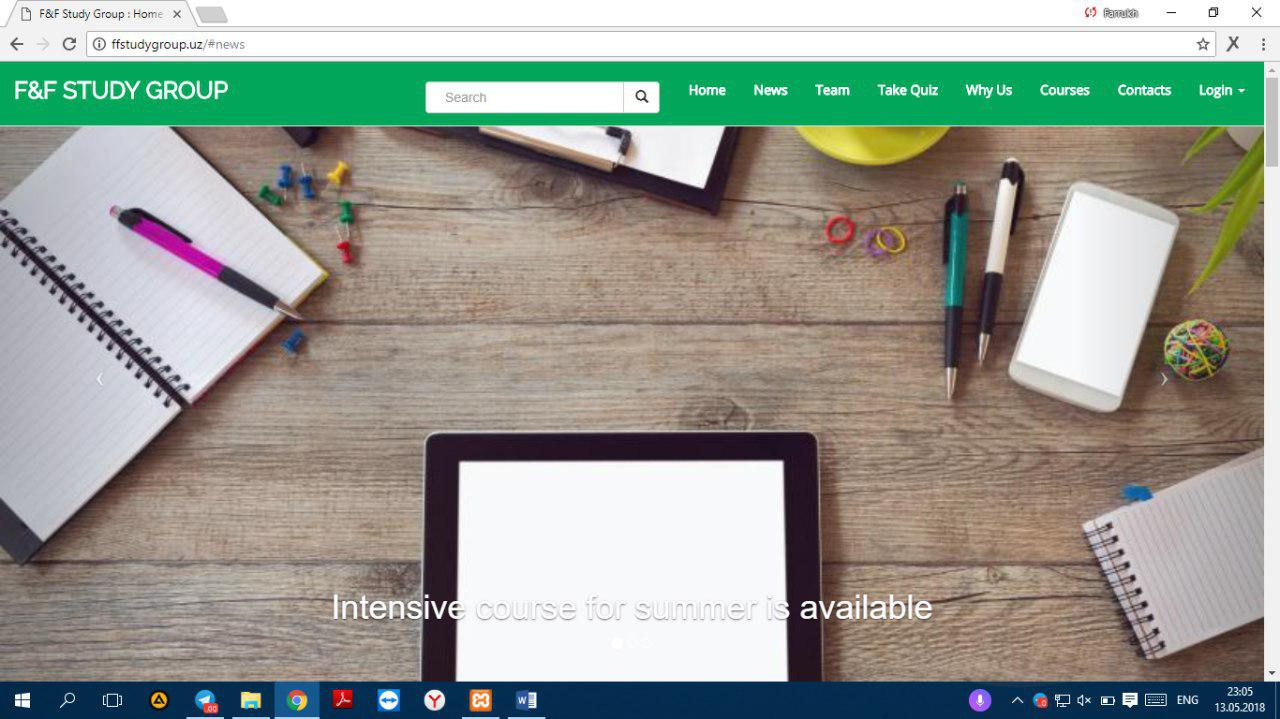 F&F Study Group : Home
Farrukh
ffstudygroup.uz/#news
F&F STUDY GROUP
Search
Home
News
Team
Take Quiz
Why Us
Courses
Contacts
Login
Intensive course for summer is available
ENG
23:05
13.05.2018